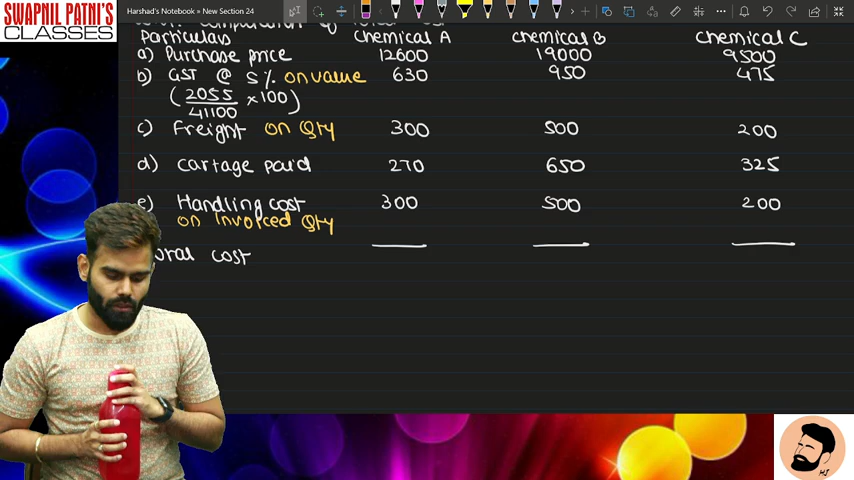 SWAPNIL PATNI'S
CLASSES
Harshad's Notebook » New Section 24
Particulars Chemical A Chemical B Chemical C
a) Purchase price 12600 19000 9500
b) GST @ 5% on value 630 950 475
(2055/41100 ×100)
c) Freight on Qty 300 500 200
d) Cartage paid 270 650 325
e) Handling cost 300 500 200
on Invoiced Qty
cost